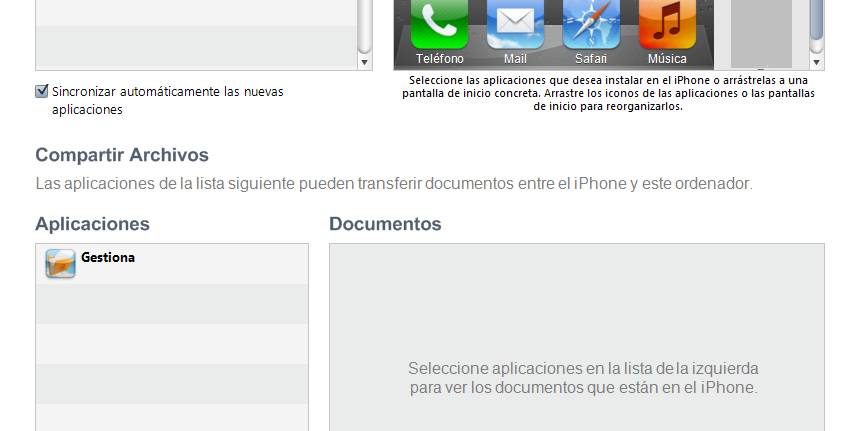 Teléfono Mail Safari Música
Sincronizar automáticamente las nuevas
aplicaciones
Seleccione las aplicaciones que desea instalar en el iPhone o arrástrelas a una
pantalla de inicio concreta. Arrastre los iconos de las aplicaciones o las pantallas
de inicio para reorganizarlos.
Compartir Archivos
Las aplicaciones de la lista siguiente pueden transferir documentos entre el iPhone y este ordenador.
Aplicaciones
Gestiona
Documentos
Seleccione aplicaciones en la lista de la izquierda
para ver los documentos que están en el iPhone.